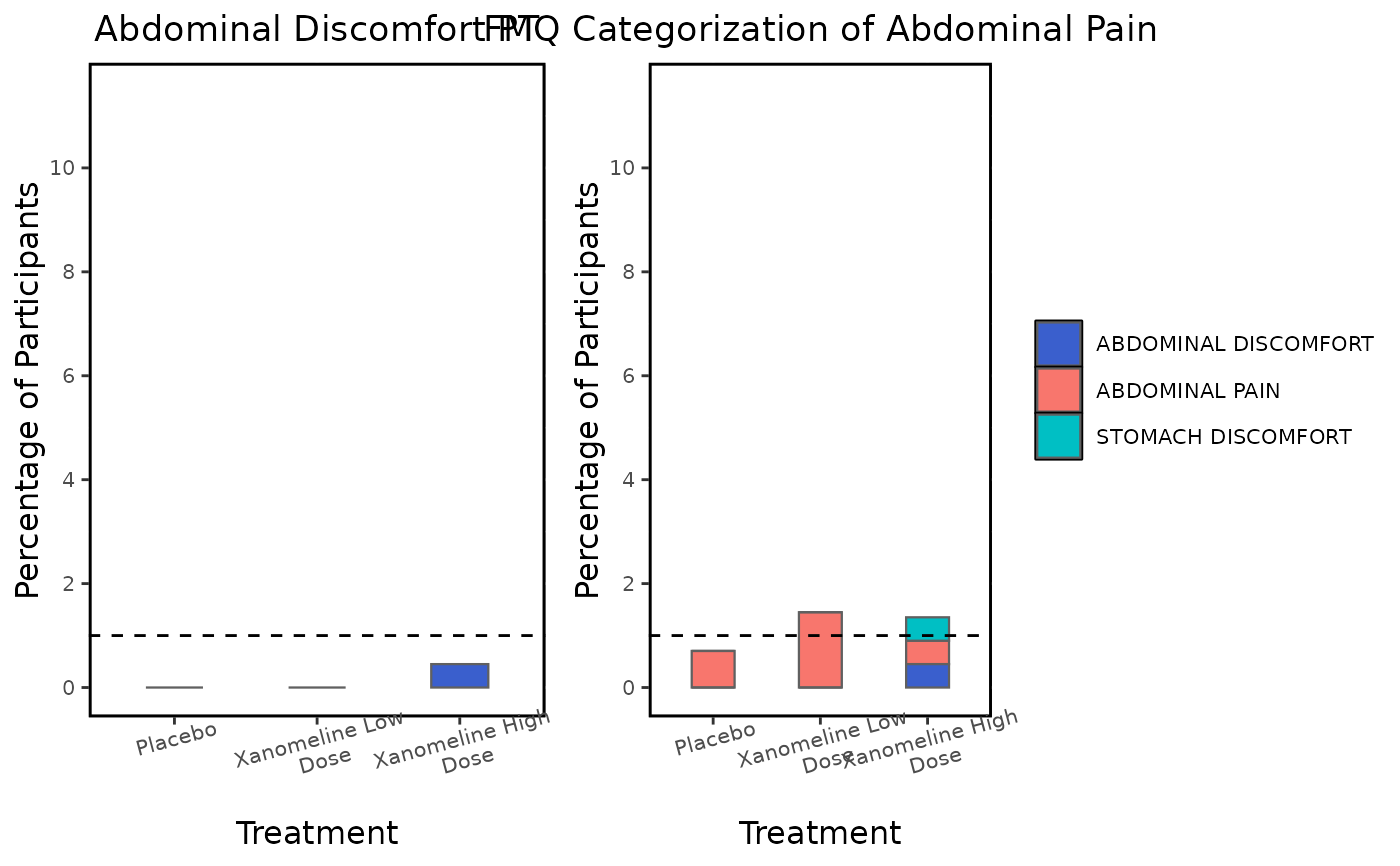 Abdominal Discomfort PT
FMQ Categorization of Abdominal Pain
Percentage of Participants
10
8
6
4
2
0
Placebo
Xanomeline Low
Dose
Xanomeline High
Dose
Treatment
Percentage of Participants
10
8
6
4
2
0
Placebo
Xanomeline Low
Dose
Xanomeline High
Dose
Treatment
ABDOMINAL DISCOMFORT
ABDOMINAL PAIN
STOMACH DISCOMFORT